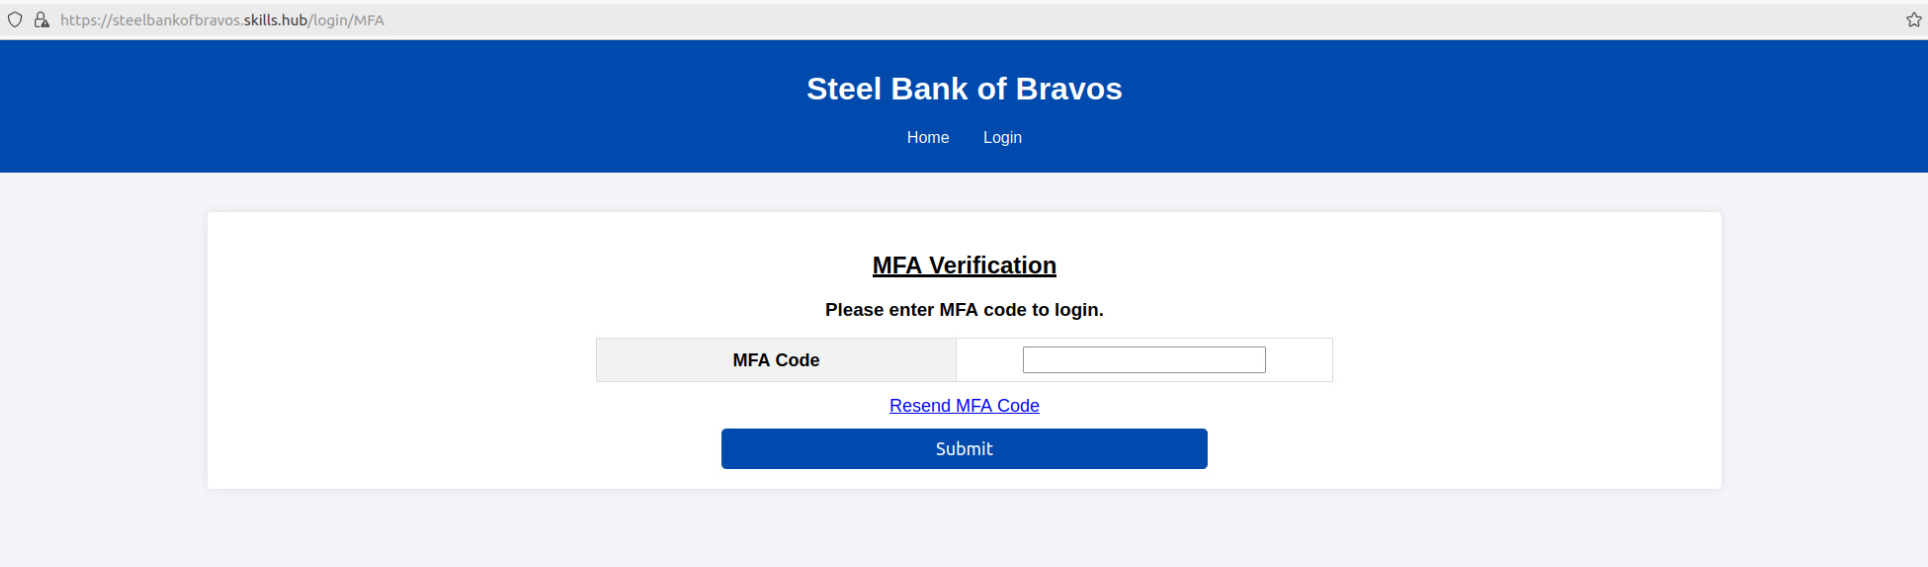 https://steelbankofbravos.skills.hub/login/MFA
Steel Bank of Bravos
Home Login
MFA Verification
Please enter MFA code to login.
MFA Code
Resend MFA Code
Submit